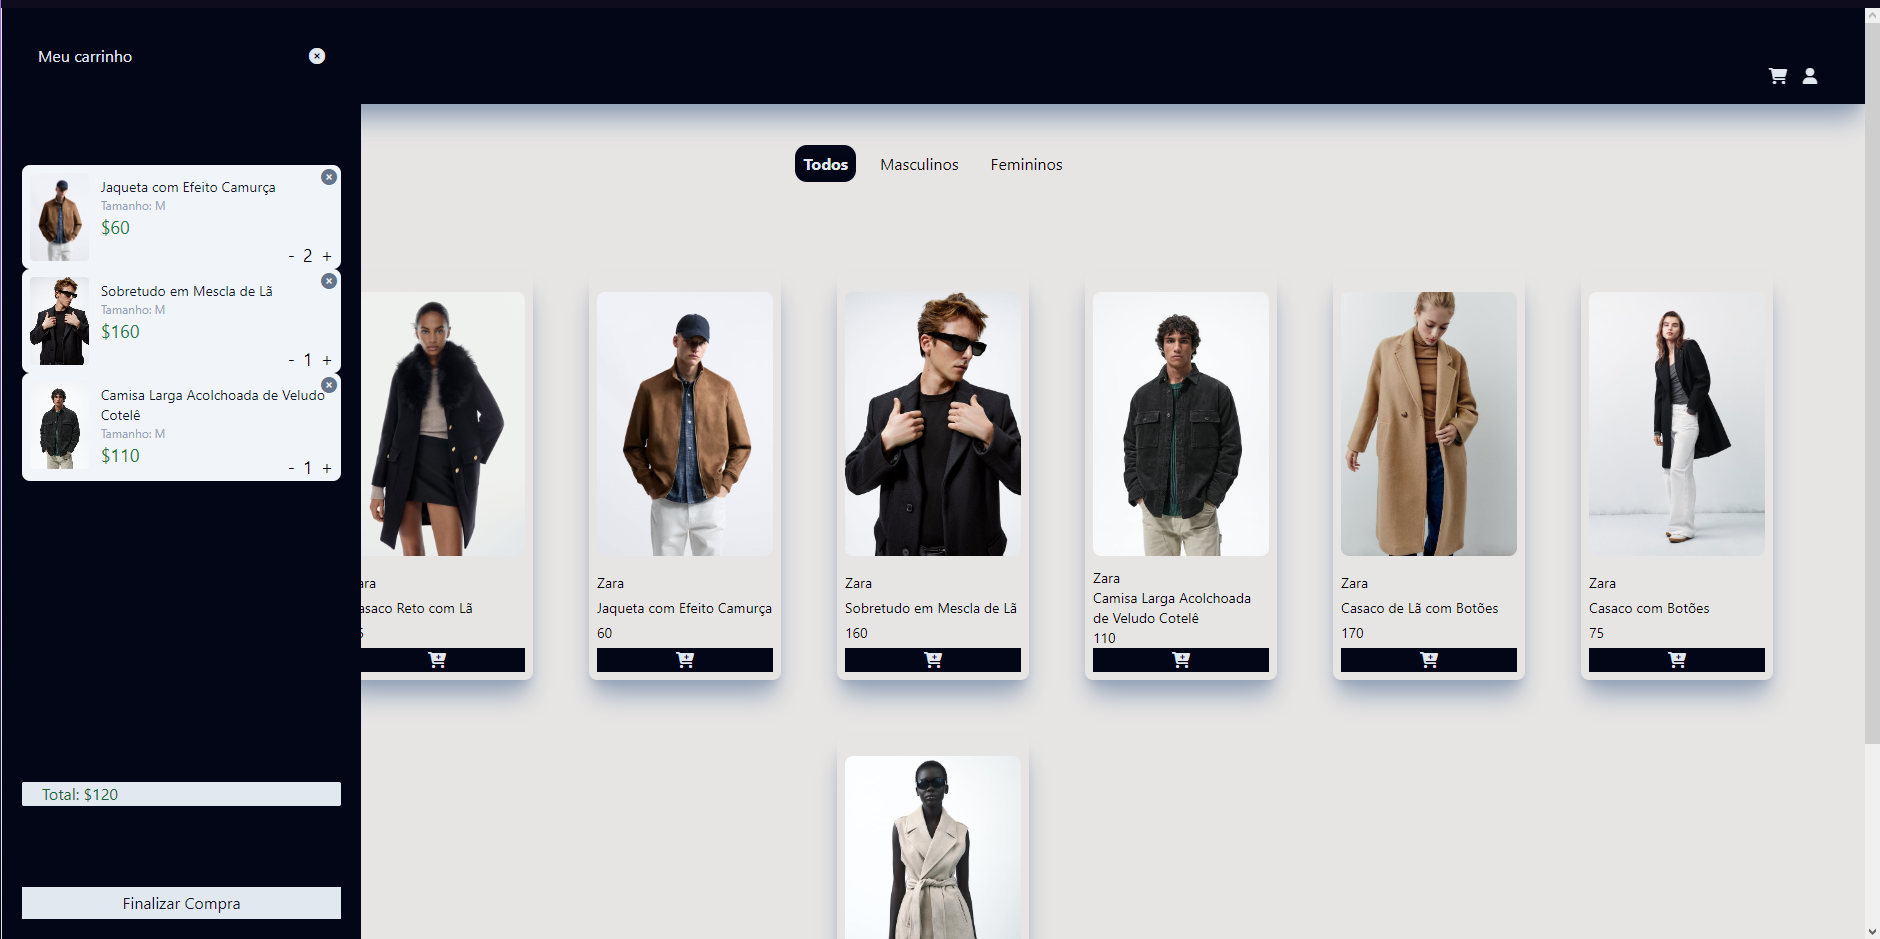 Meu carrinho
Jaqueta com Efeito Camurça
Tamanho: M
$60
- 2 +
Sobretudo em Mescla de Lã
Tamanho: M
$160
- 1 +
Camisa Larga Acolchoada de Veludo
Cotelê
Tamanho: M
$110
- 1 +
Total: $120
Finalizar Compra
Todos
Masculinos
Femininos
ara
asaco Reto com Lã
Zara
Jaqueta com Efeito Camurça
60
Zara
Sobretudo em Mescla de Lã
160
Zara
Camisa Larga Acolchoada
de Veludo Cotelê
110
Zara
Casaco de Lã com Botões
170
Zara
Casaco com Botões
75